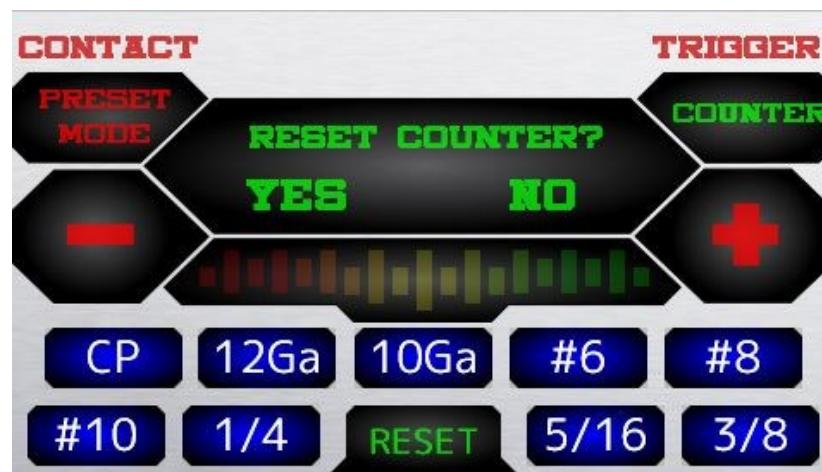 CONTACT TRIGGER
PRESET
MODE
COUNTER
RESET COUNTER?
YES NO
CP 12Ga 10Ga #6 #8
#10 1/4 RESET 5/16 3/8